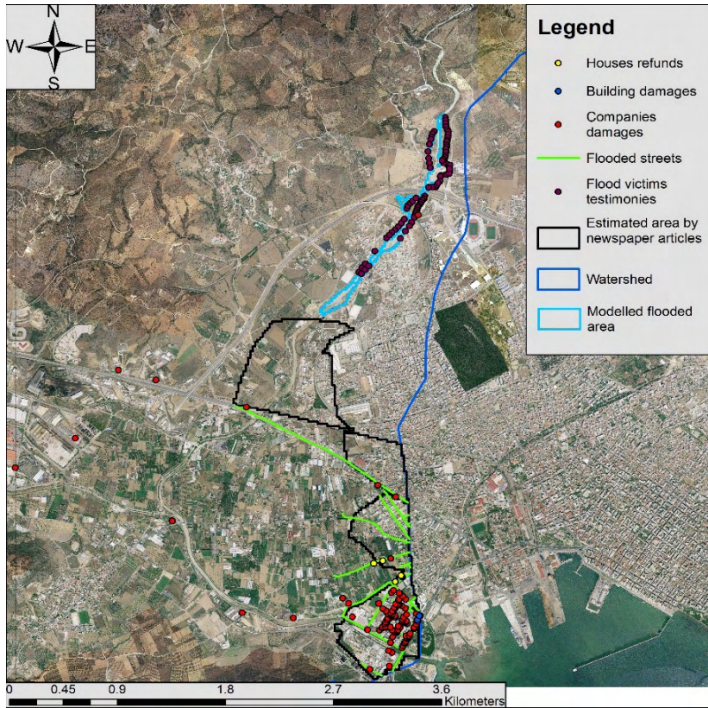 N
W E
S
Legend
Houses refunds
Building damages
Companies
damages
Flooded streets
Flood victims
testimonies
Estimated area by
newspaper articles
Watershed
Modelled flooded
area
0 0.45 0.9 1.8 2.7 3.6
Kilometers